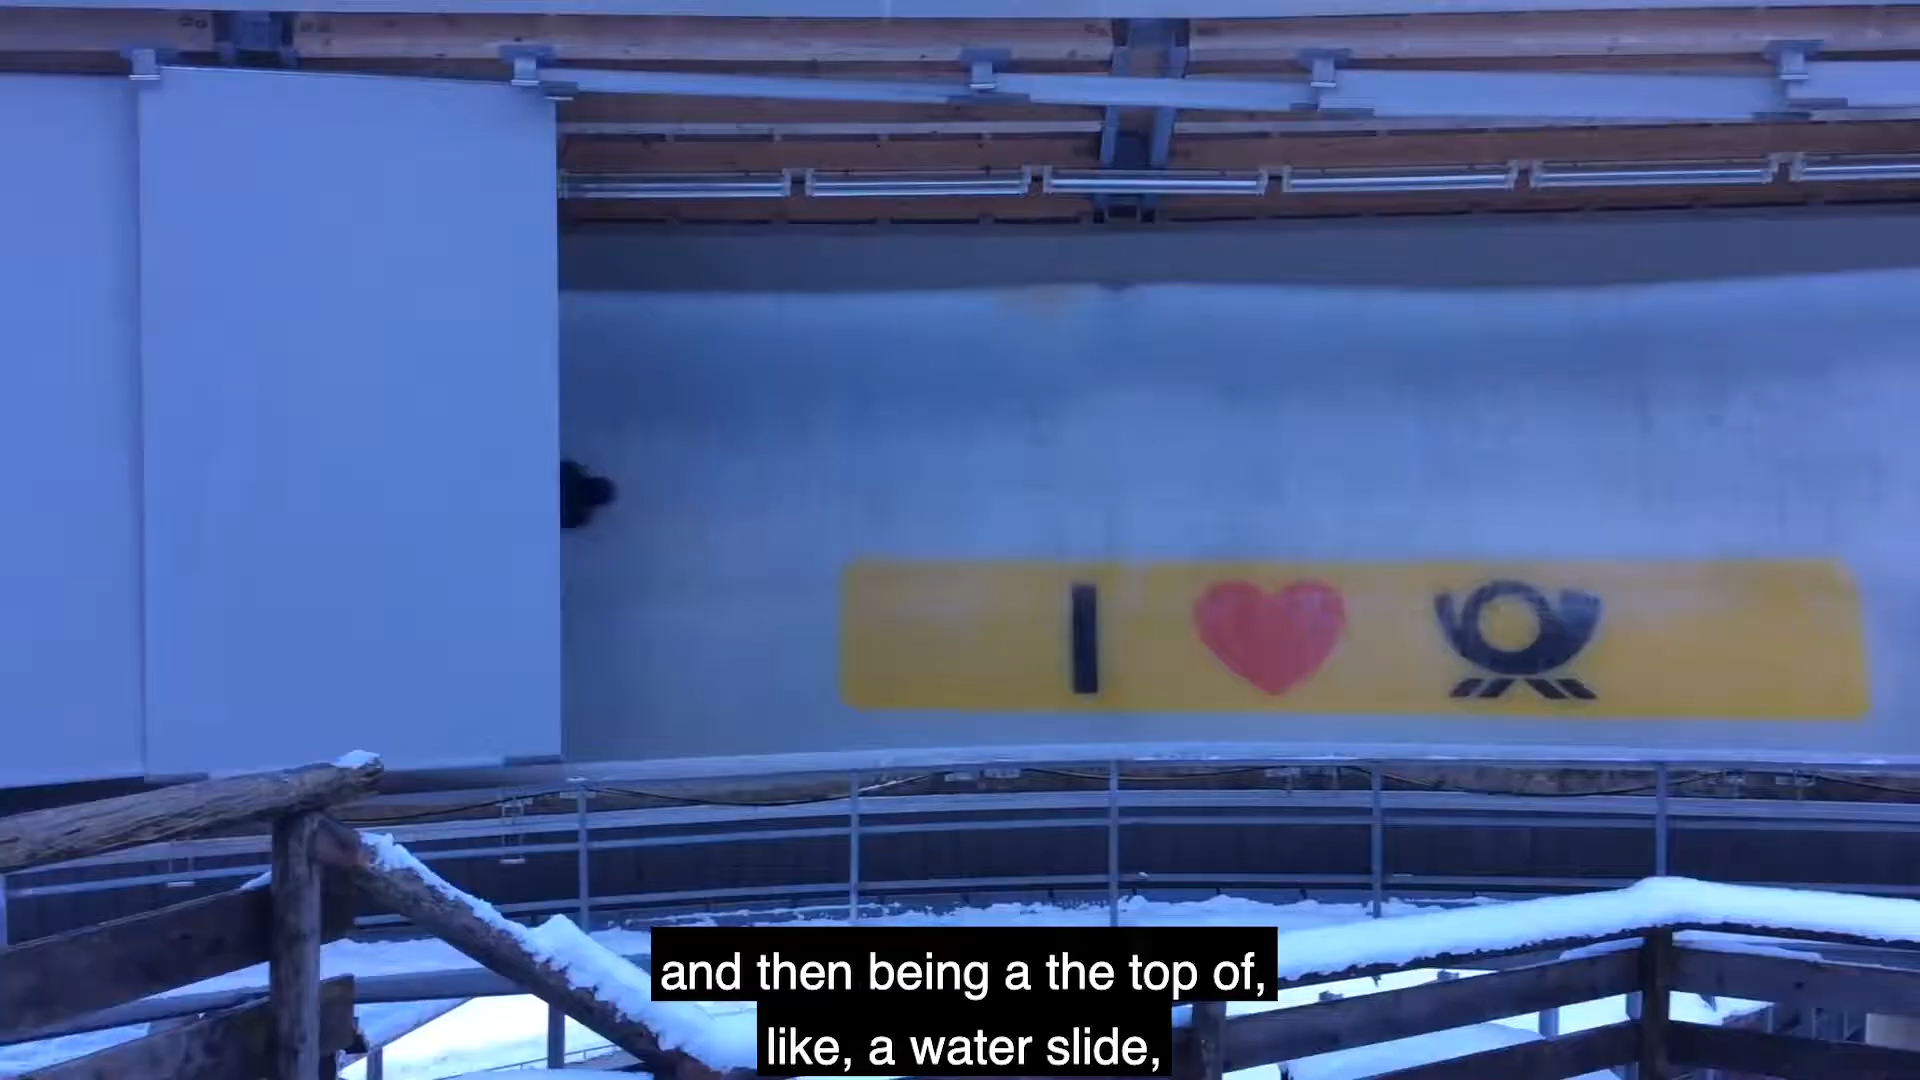 I
and then being a the top of,
like, a water slide,